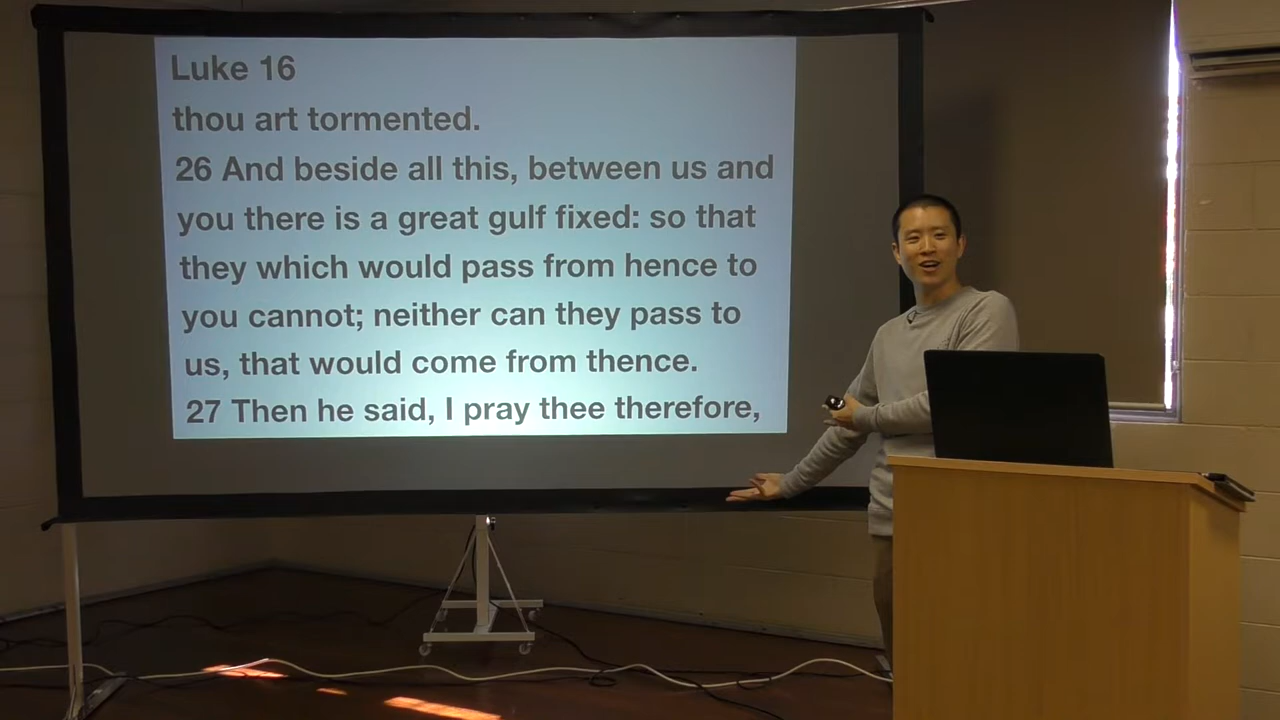 Luke 16
thou art tormented.
26 And beside all this, between us and
you there is a great gulf fixed: so that
they which would pass from hence to
you cannot; neither can they pass to
us, that would come from thence.
27 Then he said, I pray thee therefore,